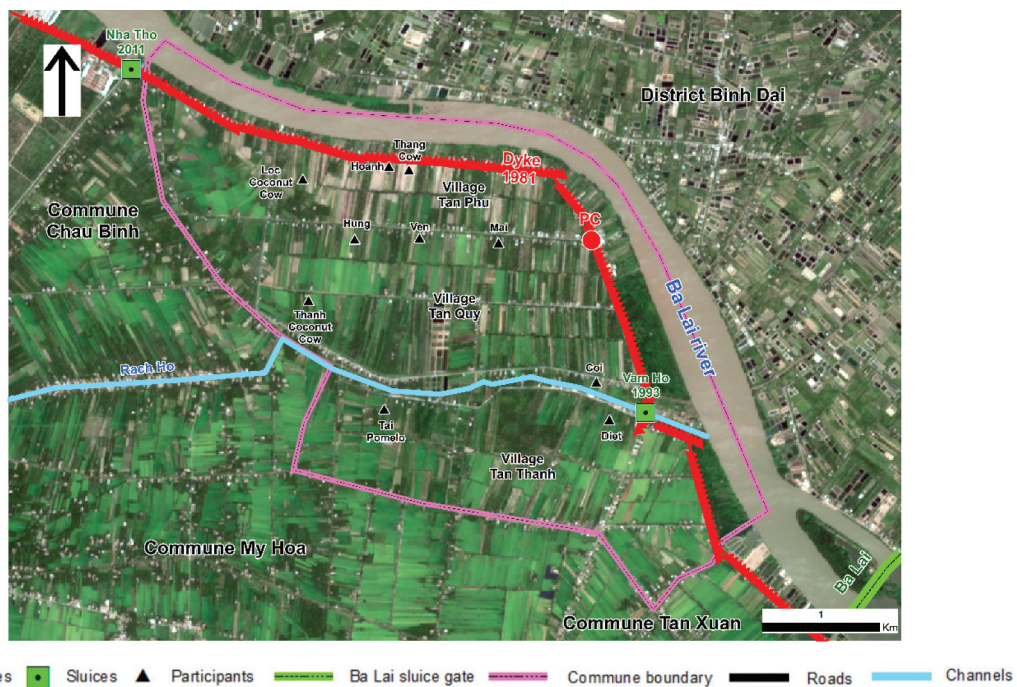 Nha Tho
2011
District Binh Dai
Thang
Cow
Hoanh
Loc
Coconut
Cow
Dyke
1981
Village
Tan Phu
Commune
Chau Binh
Hung
Ven
Mai
PC
Ba Lai river
Village
Tan Quy
Thanh
Coconut
Cow
Rach Ho
Coi
Vam Ho
1993
Tai
Pomelo
Diet
Village
Tan Thanh
Commune My Hoa
Ba Lai
Commune Tan Xuan
1
Km
es Sluices Participants Ba Lai sluice gate Commune boundary Roads Channels